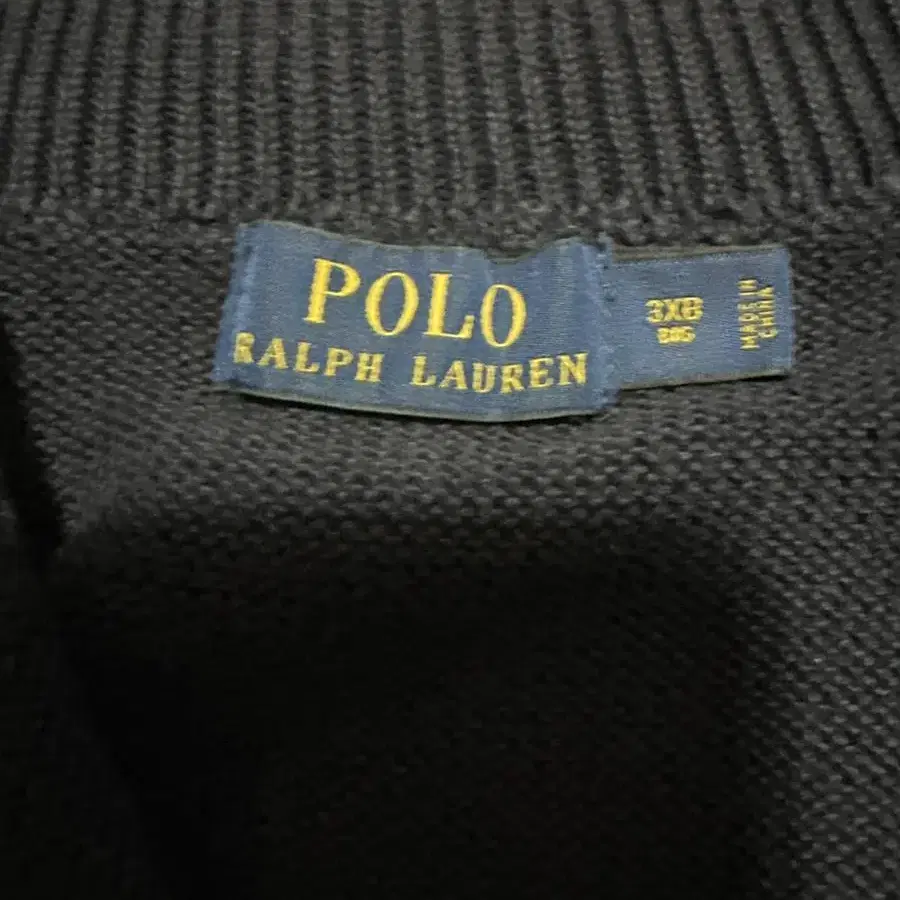 POLO
RALPH LAUREN
3XB
MADE IN
CHINA